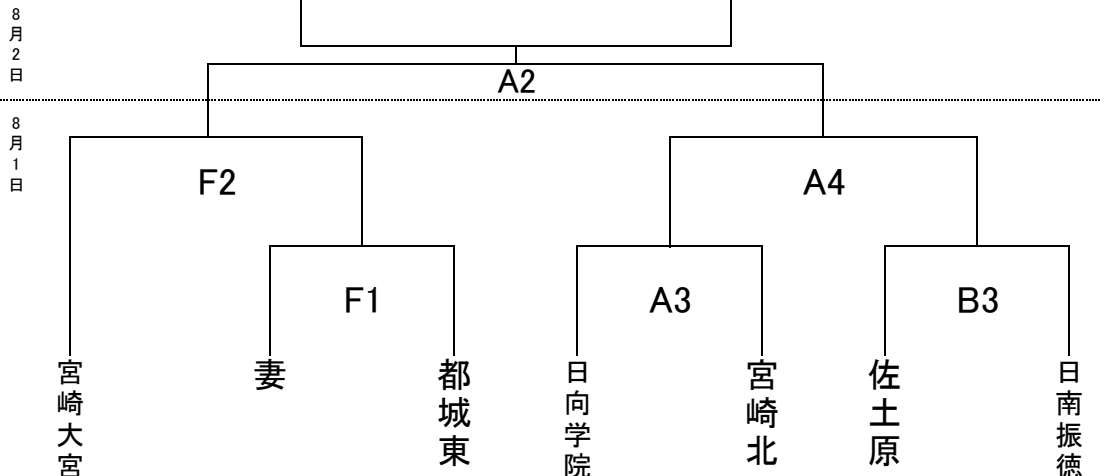 8月2日
A2
8月1日
F2
A4
F1
A3
B3
宮崎大宮
妻
都城東
日向学院
宮崎北
佐土原
日南振徳